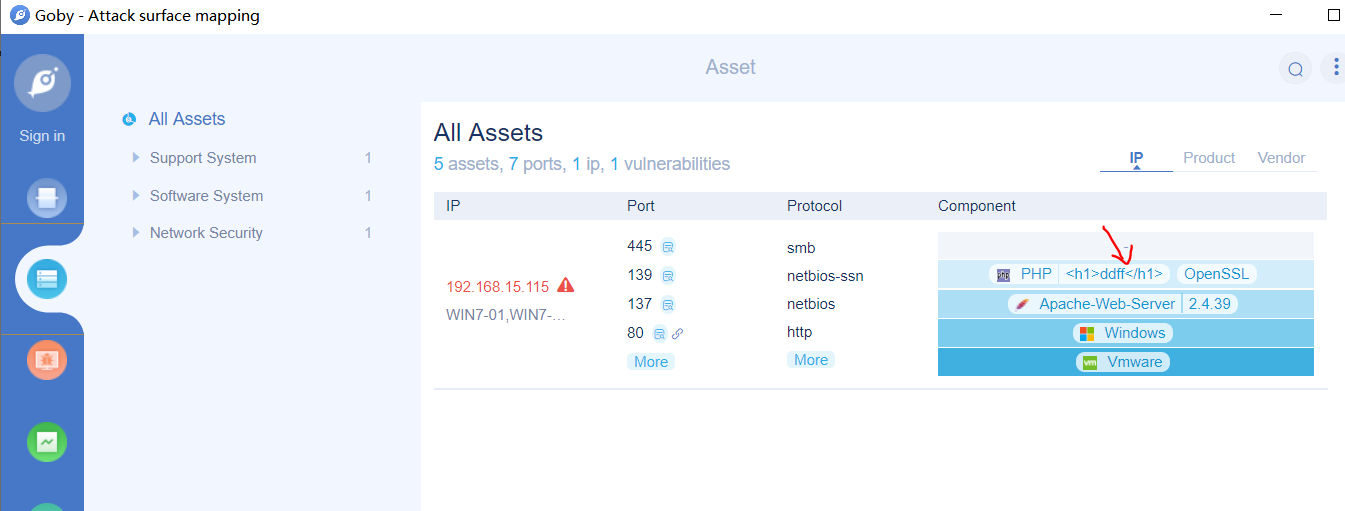 Goby - Attack surface mapping
Asset
Sign in
All Assets
Support System 1
Software System 1
Network Security 1
All Assets
5 assets, 7 ports, 1 ip, 1 vulnerabilities
IP Product Vendor
IP Port Protocol Component
445 smb -
139 netbios-ssn PHP <h1>ddff</h1> OpenSSL
192.168.15.115
137 netbios Apache-Web-Server 2.4.39
WIN7-01,WIN7-...
80 http Windows
More More Vmware